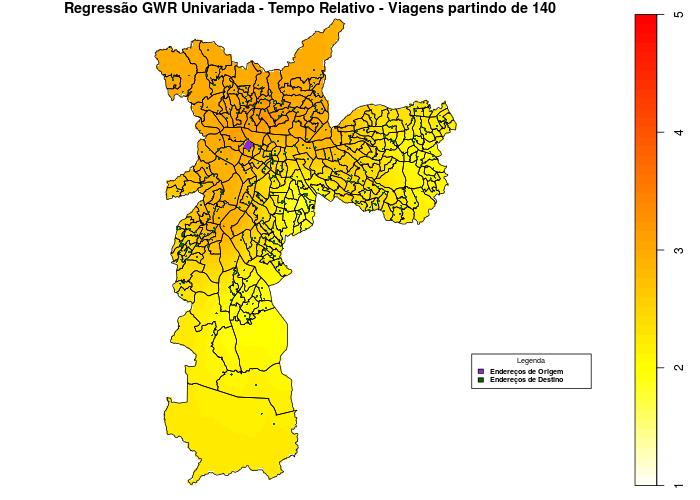 Regressão GWR Univariada - Tempo Relativo - Viagens partindo de 140
5
4
3
2
1
Legenda
Endereços de Origem
Endereços de Destino